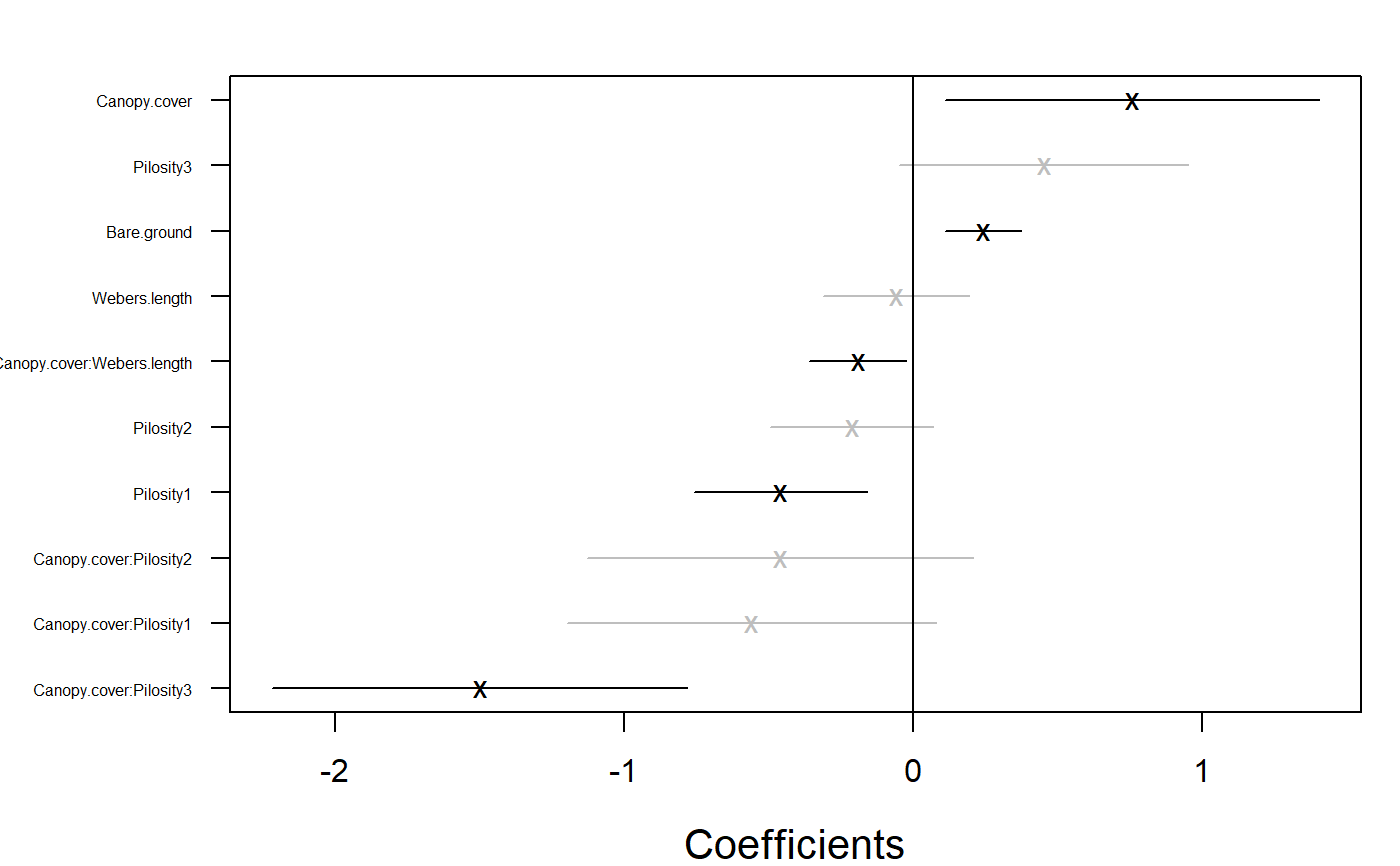 Canopy.cover
Pilosity3
Bare.ground
Webers.length
Canopy.cover:Webers.length
Pilosity2
Pilosity1
Canopy.cover:Pilosity2
Canopy.cover:Pilosity1
Canopy.cover:Pilosity3
x
x
x
x
x
x
x
x
x
x
-2 -1 0 1
Coefficients